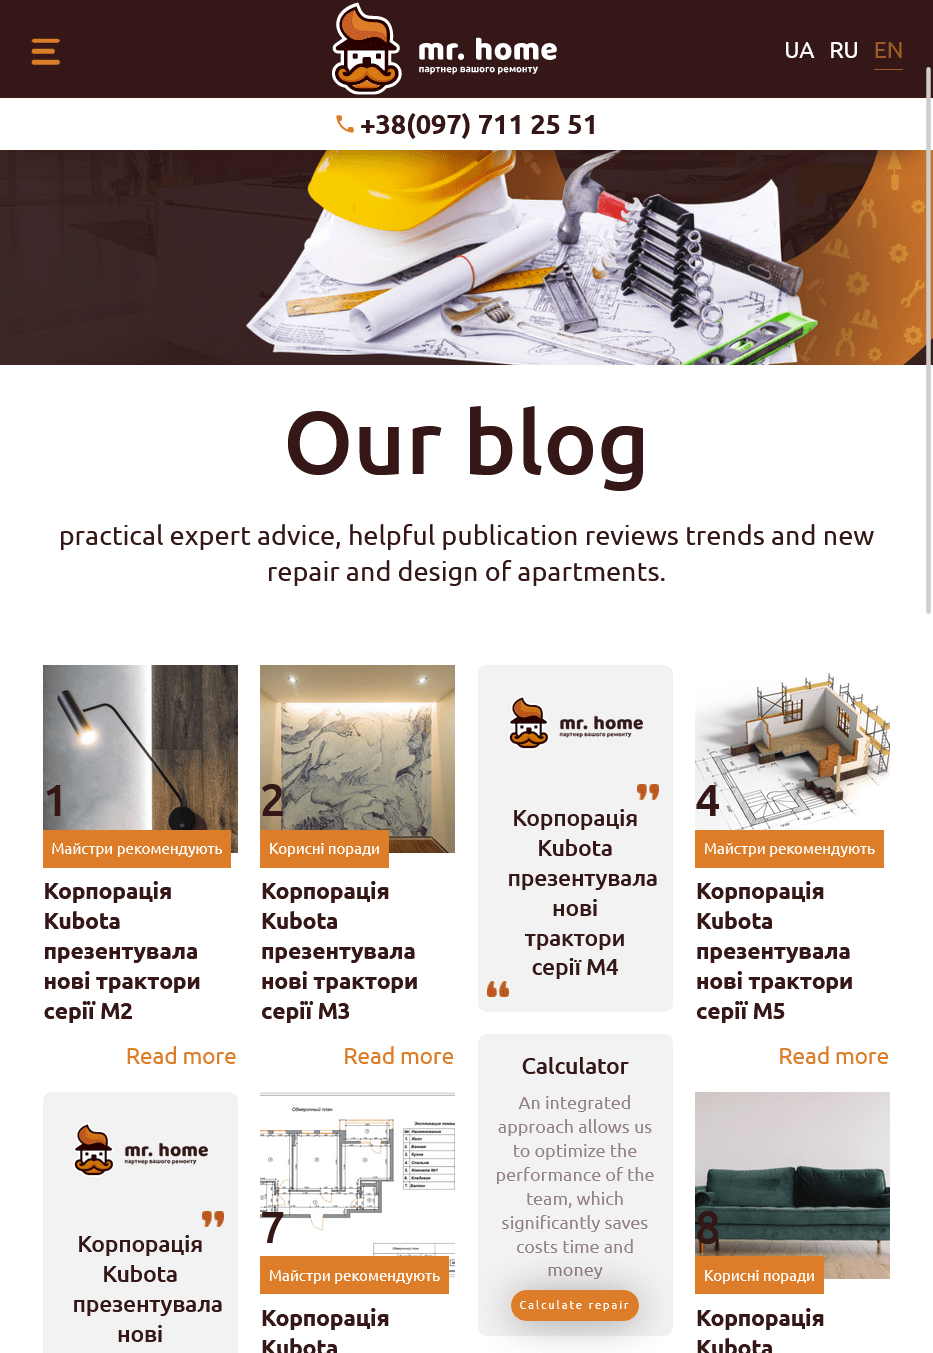 mr. home
партнер вашого ремонту
UA RU EN
+38(097) 711 25 51
Our blog
practical expert advice, helpful publication reviews trends and new
repair and design of apartments.
1
Майстри рекомендують
Корпорація
Kubota
презентувала
нові трактори
серії М2
Read more
2
Корисні поради
Корпорація
Kubota
презентувала
нові трактори
серії М3
Read more
mr. home
партнер вашого ремонту
Корпорація
Kubota
презентувала
нові
трактори
серії М4
4
Майстри рекомендують
Корпорація
Kubota
презентувала
нові трактори
серії М5
Read more
mr. home
партнер вашого ремонту
Корпорація
Kubota
презентувала
нові
Обмерочный план
7
Майстри рекомендують
Корпорація
Kubota
Calculator
An integrated
approach allows us
to optimize the
performance of the
team, which
significantly saves
costs time and
money
Calculate repair
8
Корисні поради
Корпорація
Kubota